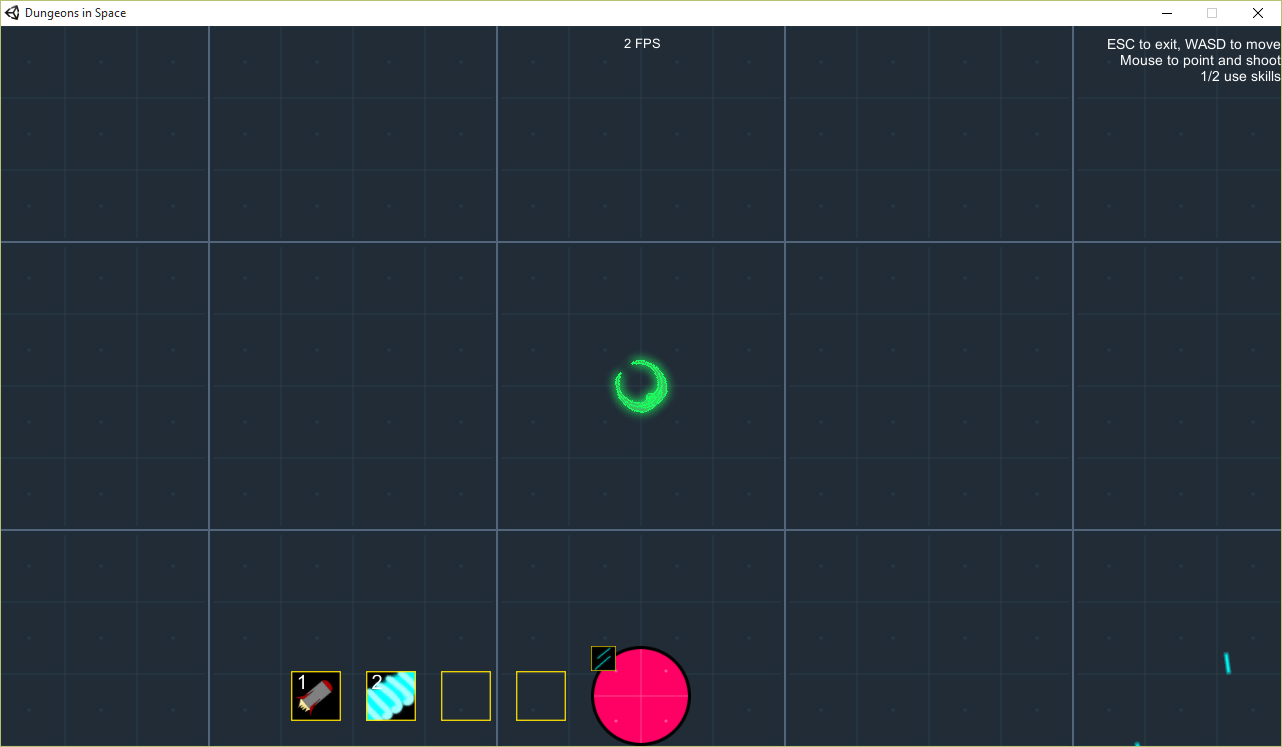 Dungeons in Space
2 FPS
ESC to exit, WASD to move
Mouse to point and shoot
1/2 use skills
1
2